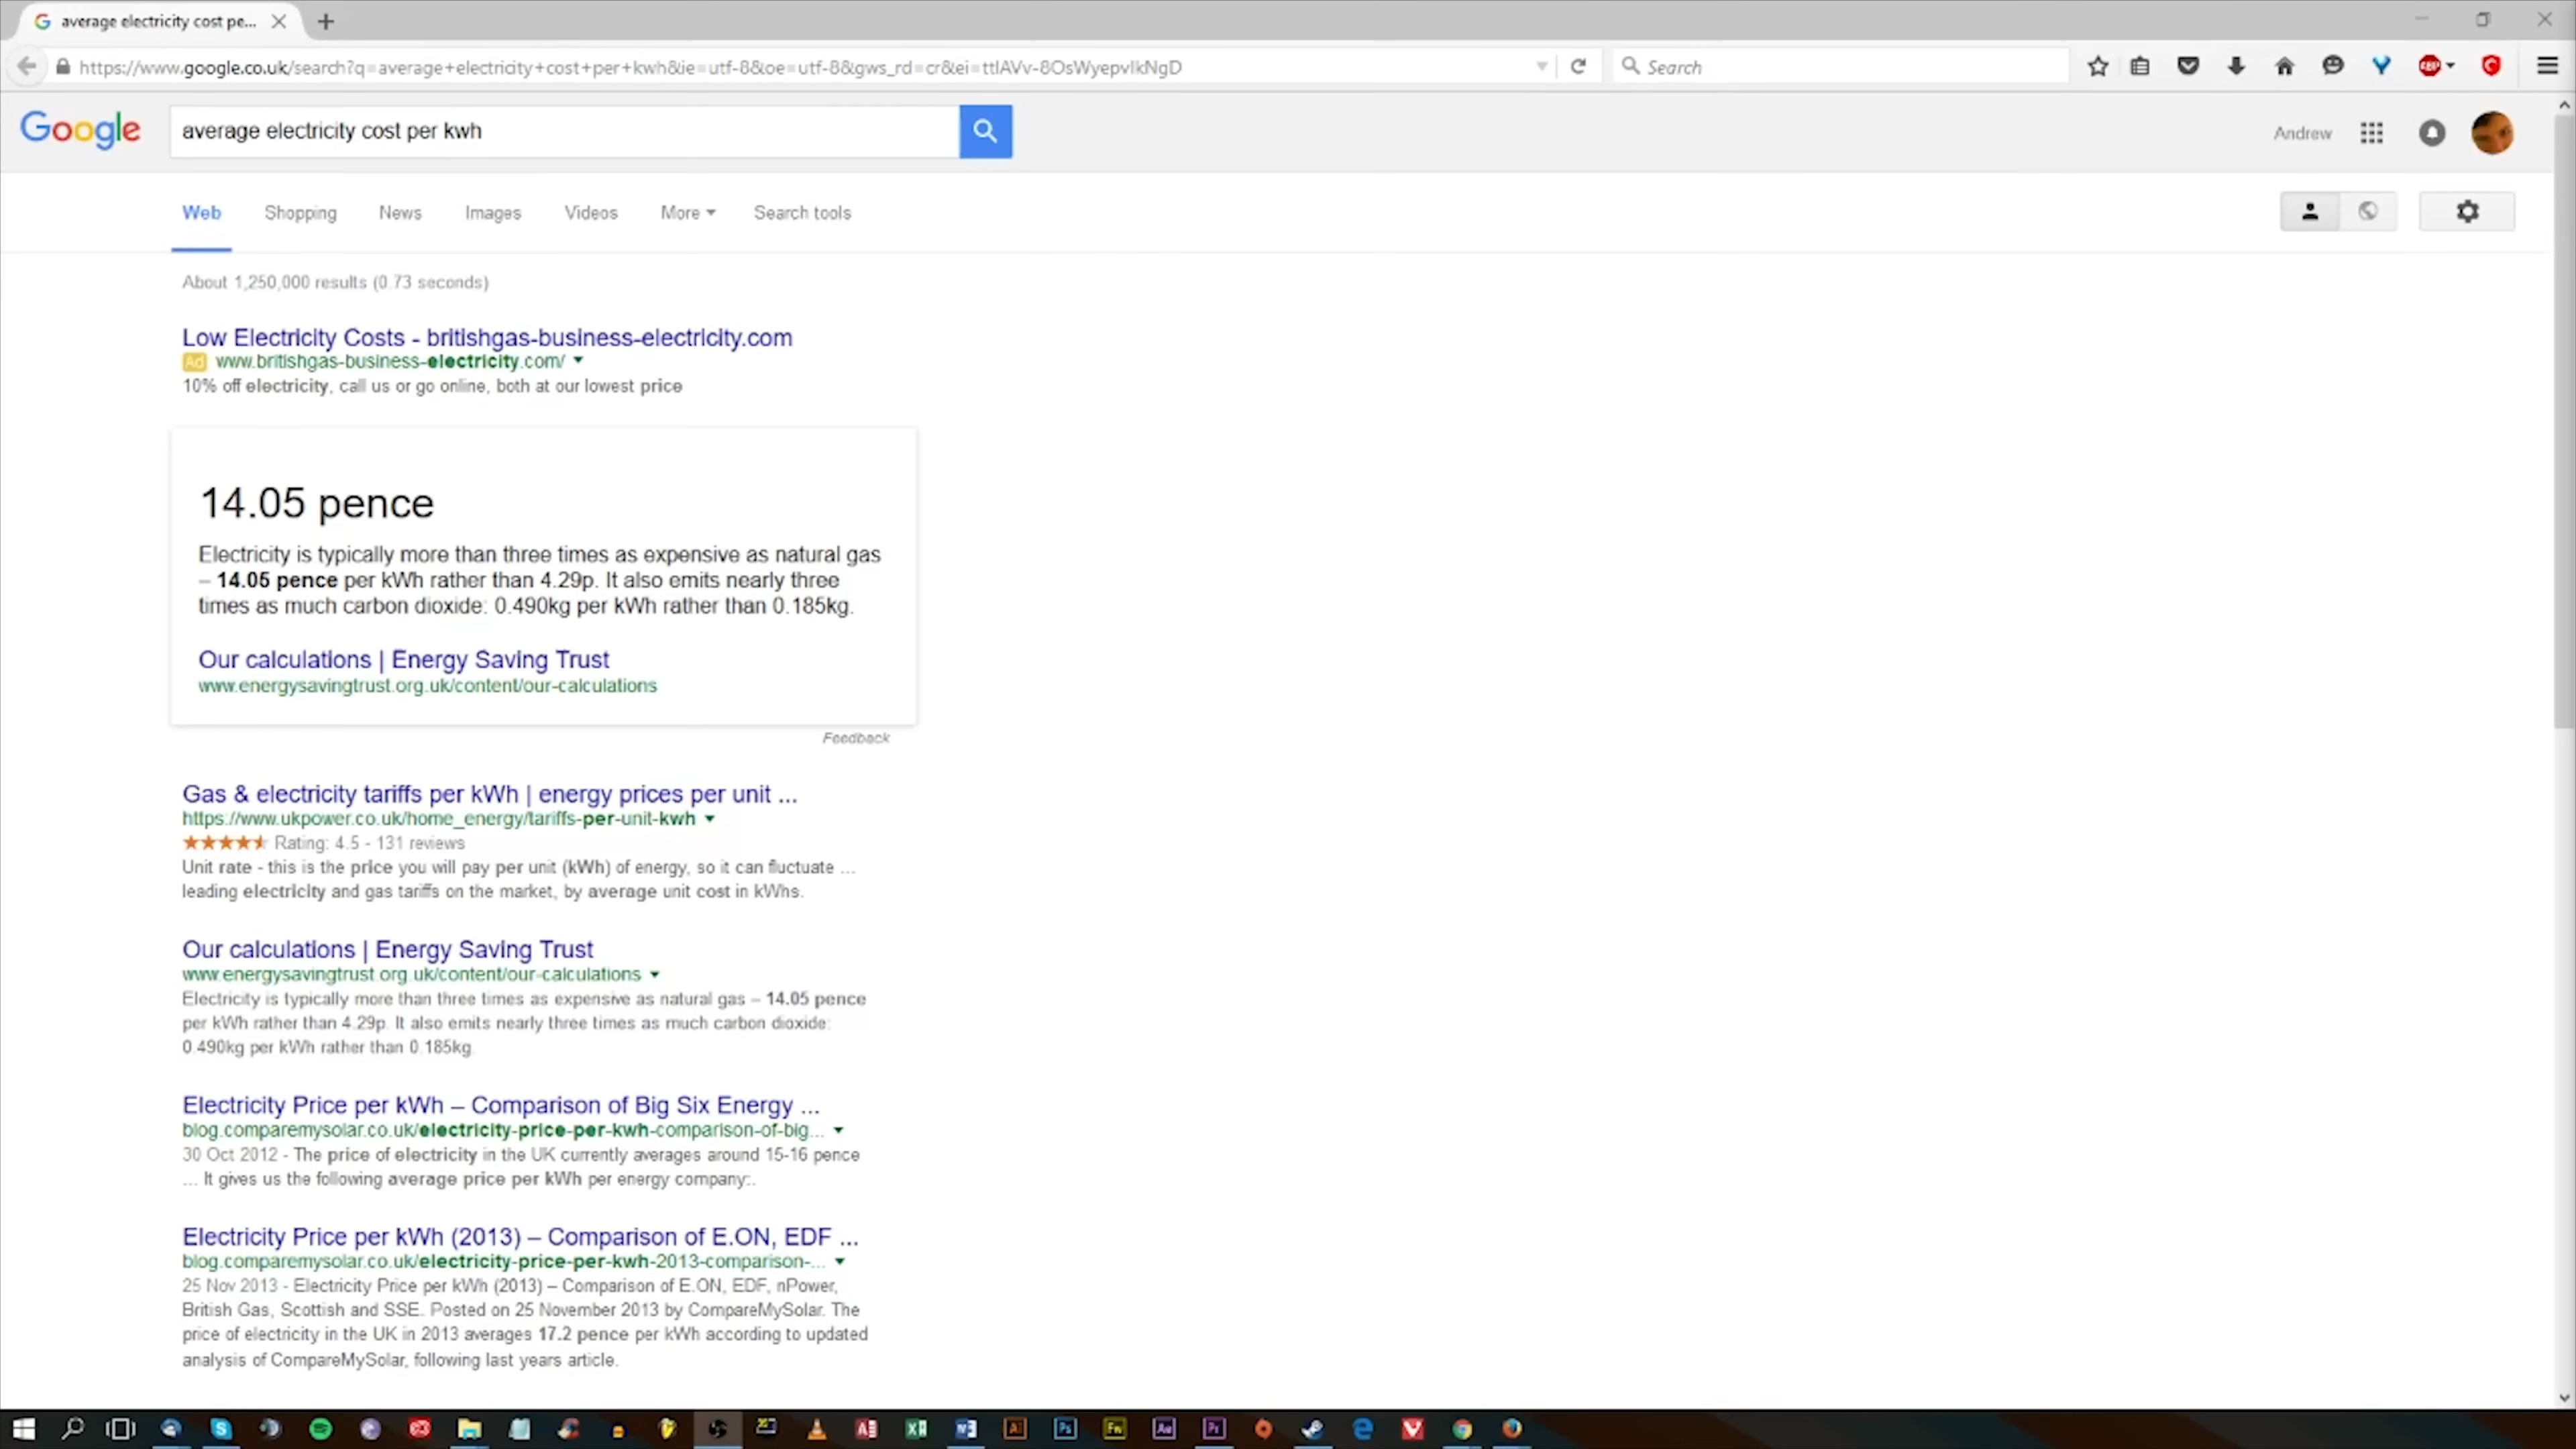 average electricity cost pe...
https://www.google.co.uk/search?q=average+electricity+cost+per+kwh&ie=utf-8&oe=utf-8&gws_rd=cr&ei=ttIAVv-8OsWyepvIkNgD
Search
Google
average electricity cost per kwh
Andrew
Web Shopping News Images Videos More Search tools
About 1,250,000 results (0.73 seconds)
Low Electricity Costs - britishgas-business-electricity.com
Ad www.britishgas-business-electricity.com/
10% off electricity, call us or go online, both at our lowest price
14.05 pence
Electricity is typically more than three times as expensive as natural gas
– 14.05 pence per kWh rather than 4.29p. It also emits nearly three
times as much carbon dioxide: 0.490kg per kWh rather than 0.185kg.
Our calculations | Energy Saving Trust
www.energysavingtrust.org.uk/content/our-calculations
Feedback
Gas & electricity tariffs per kWh | energy prices per unit ...
https://www.ukpower.co.uk/home_energy/tariffs-per-unit-kwh
Rating: 4.5 - 131 reviews
Unit rate - this is the price you will pay per unit (kWh) of energy, so it can fluctuate ...
leading electricity and gas tariffs on the market, by average unit cost in kWhs.
Our calculations | Energy Saving Trust
www.energysavingtrust.org.uk/content/our-calculations
Electricity is typically more than three times as expensive as natural gas – 14.05 pence
per kWh rather than 4.29p. It also emits nearly three times as much carbon dioxide:
0.490kg per kWh rather than 0.185kg
Electricity Price per kWh – Comparison of Big Six Energy ...
blog.comparemysolar.co.uk/electricity-price-per-kwh-comparison-of-big...
30 Oct 2012 - The price of electricity in the UK currently averages around 15-16 pence
... It gives us the following average price per kWh per energy company:.
Electricity Price per kWh (2013) – Comparison of E.ON, EDF ...
blog.comparemysolar.co.uk/electricity-price-per-kwh-2013-comparison-...
25 Nov 2013 - Electricity Price per kWh (2013) – Comparison of E.ON, EDF, nPower,
British Gas, Scottish and SSE. Posted on 25 November 2013 by CompareMySolar. The
price of electricity in the UK in 2013 averages 17.2 pence per kWh according to updated
analysis of CompareMySolar, following last years article.
Ai Ps Fw Ae Pr